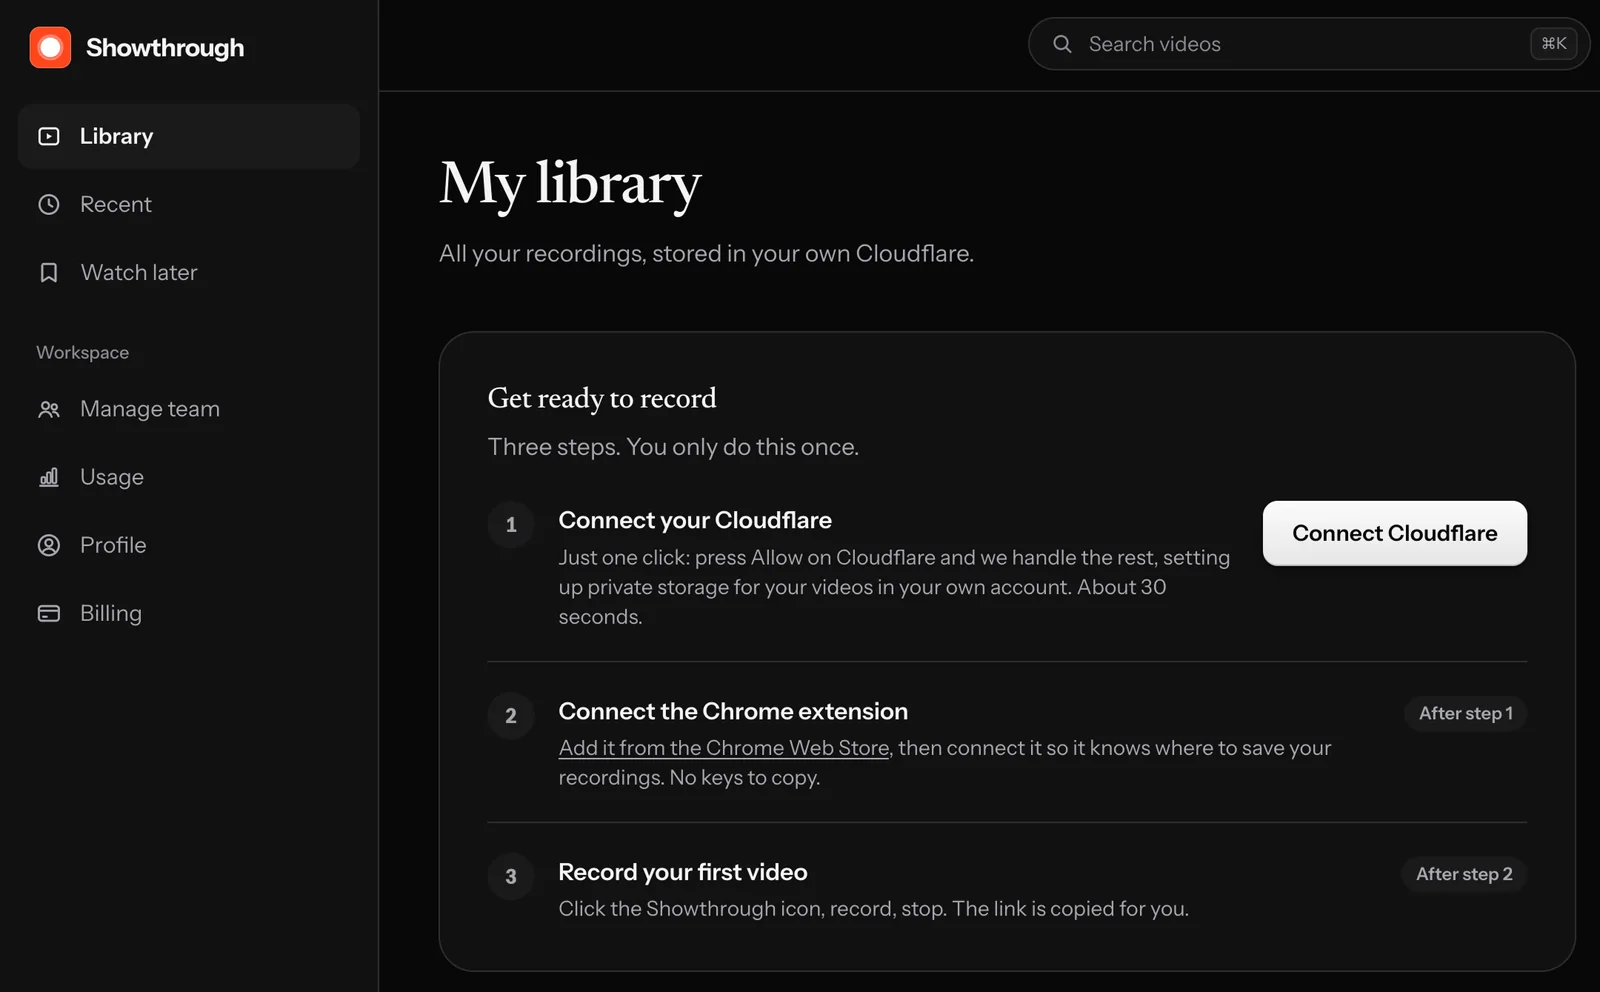 Showthrough
Search videos
⌘K
Library
Recent
Watch later
Workspace
Manage team
Usage
Profile
Billing
My library
All your recordings, stored in your own Cloudflare.
Get ready to record
Three steps. You only do this once.
1
Connect your Cloudflare
Just one click: press Allow on Cloudflare and we handle the rest, setting
up private storage for your videos in your own account. About 30
seconds.
Connect Cloudflare
2
Connect the Chrome extension
Add it from the Chrome Web Store, then connect it so it knows where to save your
recordings. No keys to copy.
After step 1
3
Record your first video
Click the Showthrough icon, record, stop. The link is copied for you.
After step 2